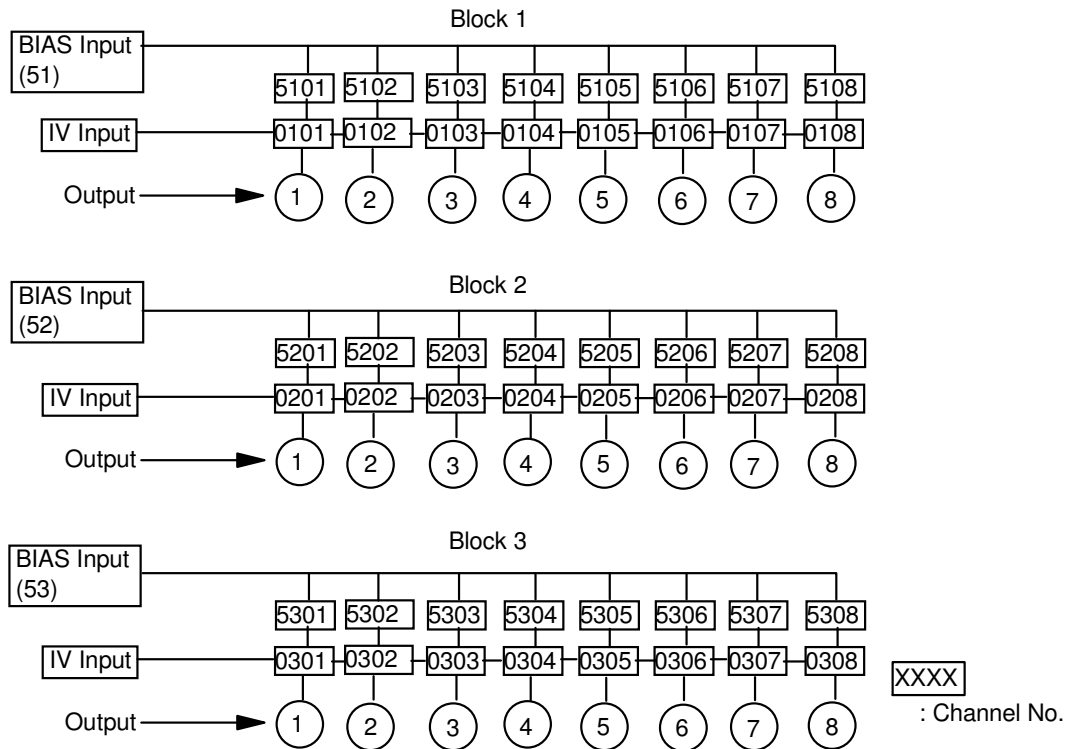 Block 1
BIAS Input
(51)
5101 5102 5103 5104 5105 5106 5107 5108
IV Input 0101 0102 0103 0104 0105 0106 0107 0108
Output 1 2 3 4 5 6 7 8
Block 2
BIAS Input
(52)
5201 5202 5203 5204 5205 5206 5207 5208
IV Input 0201 0202 0203 0204 0205 0206 0207 0208
Output 1 2 3 4 5 6 7 8
Block 3
BIAS Input
(53)
5301 5302 5303 5304 5305 5306 5307 5308
IV Input 0301 0302 0303 0304 0305 0306 0307 0308
XXXX
: Channel No.
Output 1 2 3 4 5 6 7 8